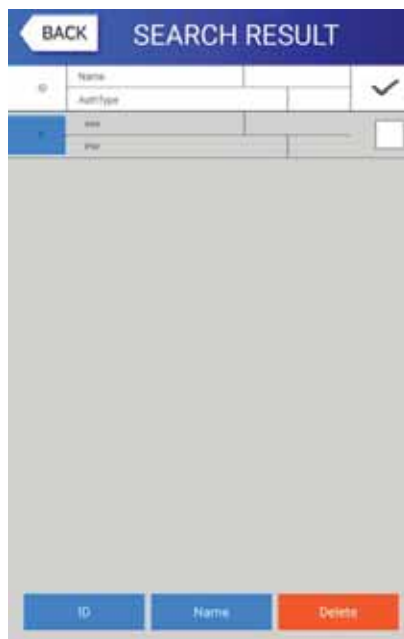 BACK
SEARCH RESULT
ID
Name
AuthType
PW
ID
Name
Delete